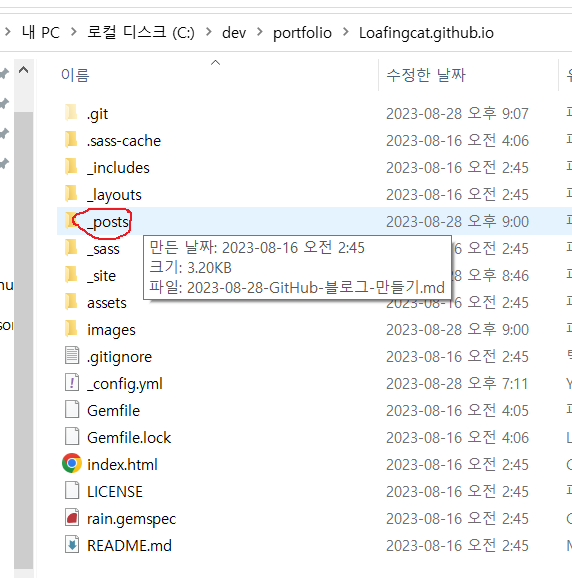 내 PC > 로컬 디스크 (C:) > dev > portfolio > Loafingcat.github.io
이름 수정한 날짜
.git 2023-08-28 오후 9:07
.sass-cache 2023-08-16 오전 4:06
_includes 2023-08-16 오전 2:45
_layouts 2023-08-16 오전 2:45
_posts 2023-08-28 오후 9:00
_sass 오전 2:45
만든 날짜: 2023-08-16 오전 2:45
크기: 3.20KB
파일: 2023-08-28-GitHub-블로그-만들기.md
_site 오후 8:46
assets 오전 2:45
images 2023-08-28 오후 9:00
.gitignore 2023-08-16 오전 2:45
_config.yml 2023-08-28 오후 7:11
Gemfile 2023-08-16 오전 4:05
Gemfile.lock 2023-08-16 오전 4:06
index.html 2023-08-16 오전 2:45
LICENSE 2023-08-16 오전 2:45
rain.gemspec 2023-08-16 오전 2:45
README.md 2023-08-16 오전 2:45